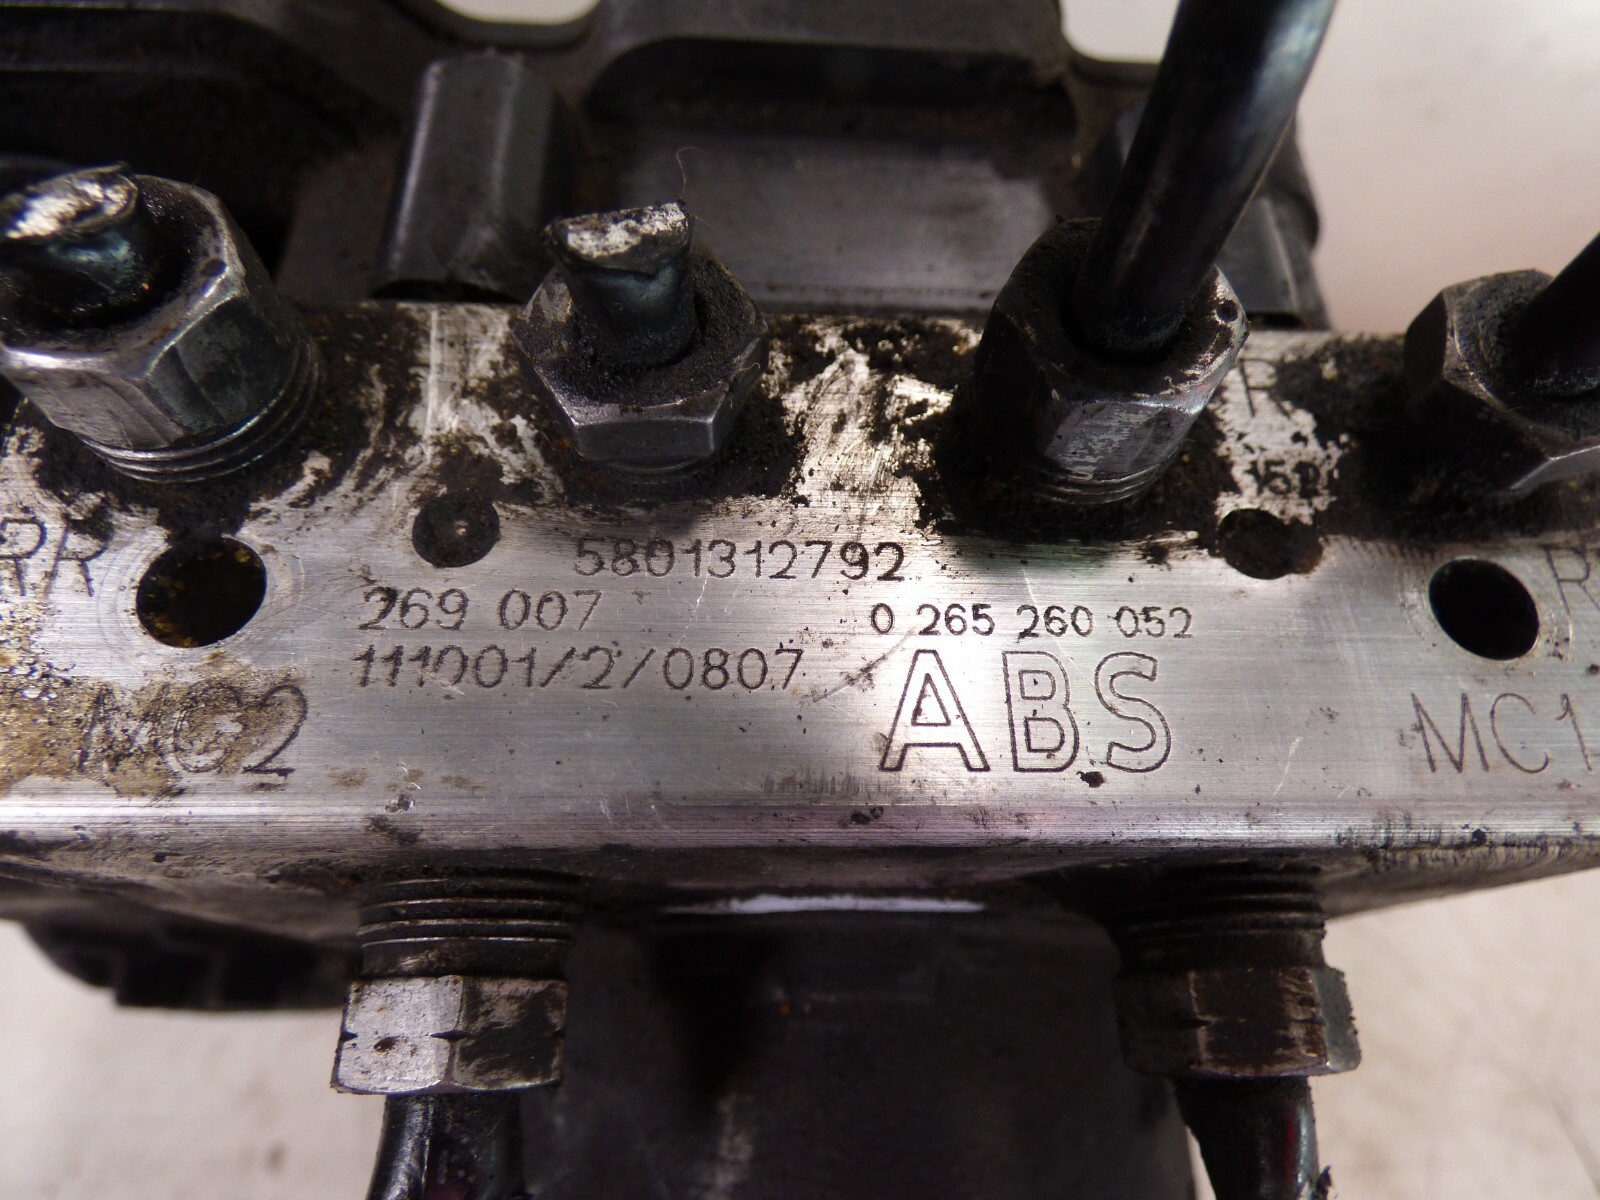 RR
5801312792
269 007
0 265 260 052
111001/2/0807
ABS
MC2
MC1